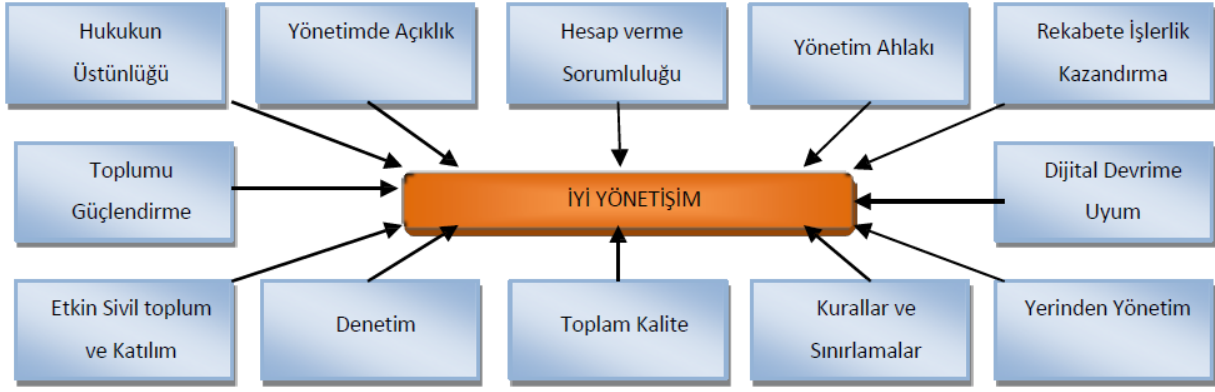 Hukukun
Üstünlüğü
Yönetimde Açıklık
Hesap verme
Sorumluluğu
Yönetim Ahlakı
Rekabete İşlerlik
Kazandırma
Toplumu
Güçlendirme
İYİ YÖNETİŞİM
Dijital Devrime
Uyum
Etkin Sivil toplum
ve Katılım
Denetim
Toplam Kalite
Kurallar ve
Sınırlamalar
Yerinden Yönetim